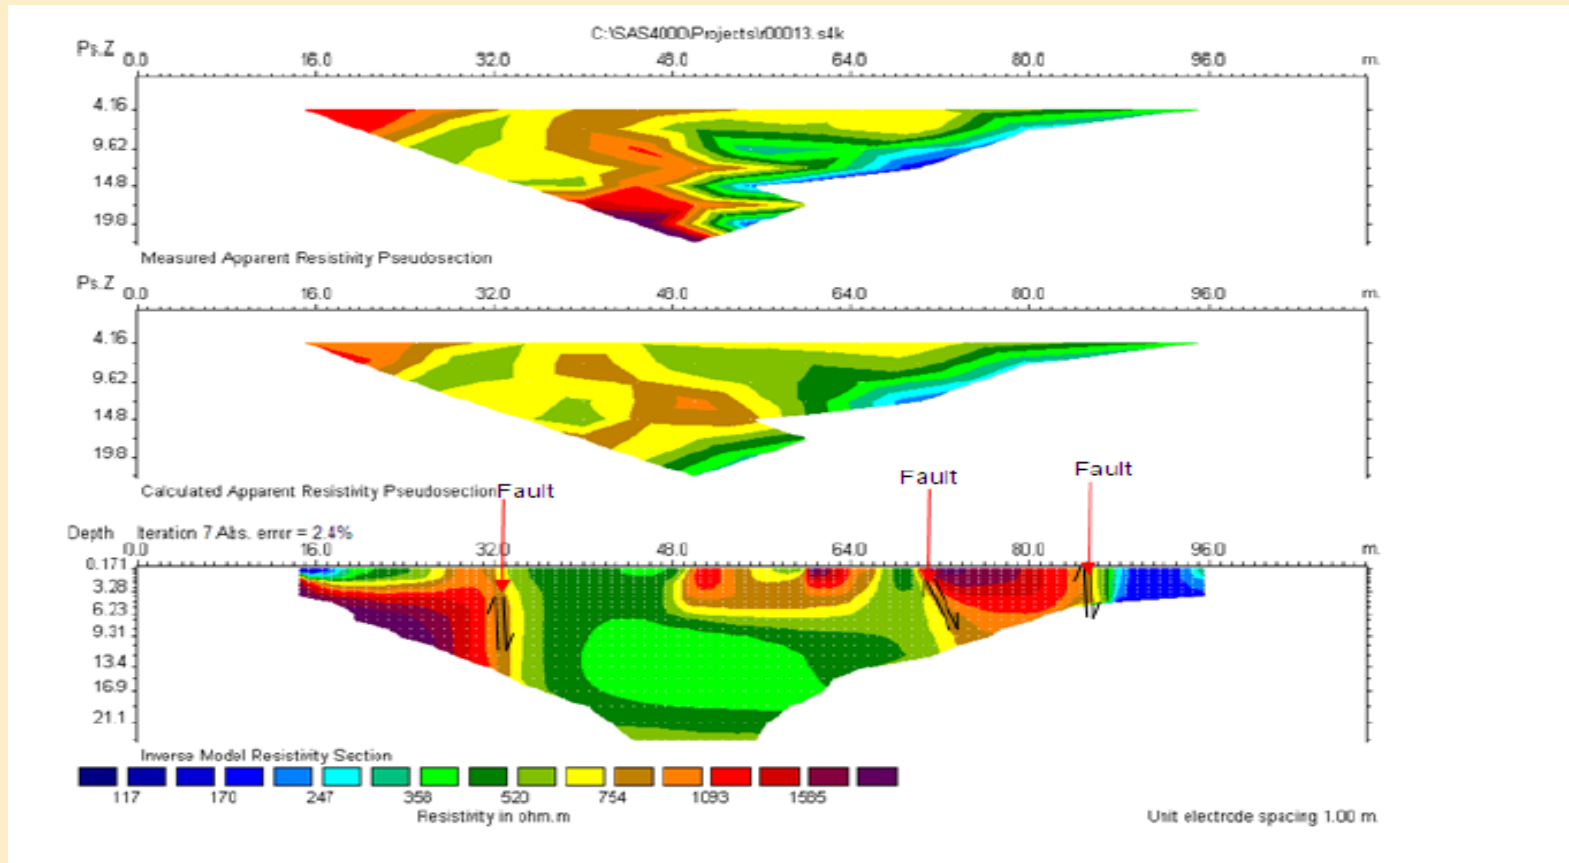 C:\SAS4000\Projects\r00013.s4k
Ps.Z 0.0 16.0 32.0 48.0 64.0 80.0 96.0 m.
4.16
9.62
14.8
19.8
Measured Apparent Resistivity Pseudosection
Ps.Z 0.0 16.0 32.0 48.0 64.0 80.0 96.0 m.
4.16
9.62
14.8
19.8
Calculated Apparent Resistivity Pseudosection
Fault
Fault
Fault
Depth Iteration 7 Abs. error = 2.4%
0.0 16.0 32.0 48.0 64.0 80.0 96.0 m.
0.171
3.28
6.23
9.31
13.4
16.9
21.1
Inverse Model Resistivity Section
117 170 247 358 520 754 1093 1585
Resistivity in ohm.m
Unit electrode spacing 1.00 m.